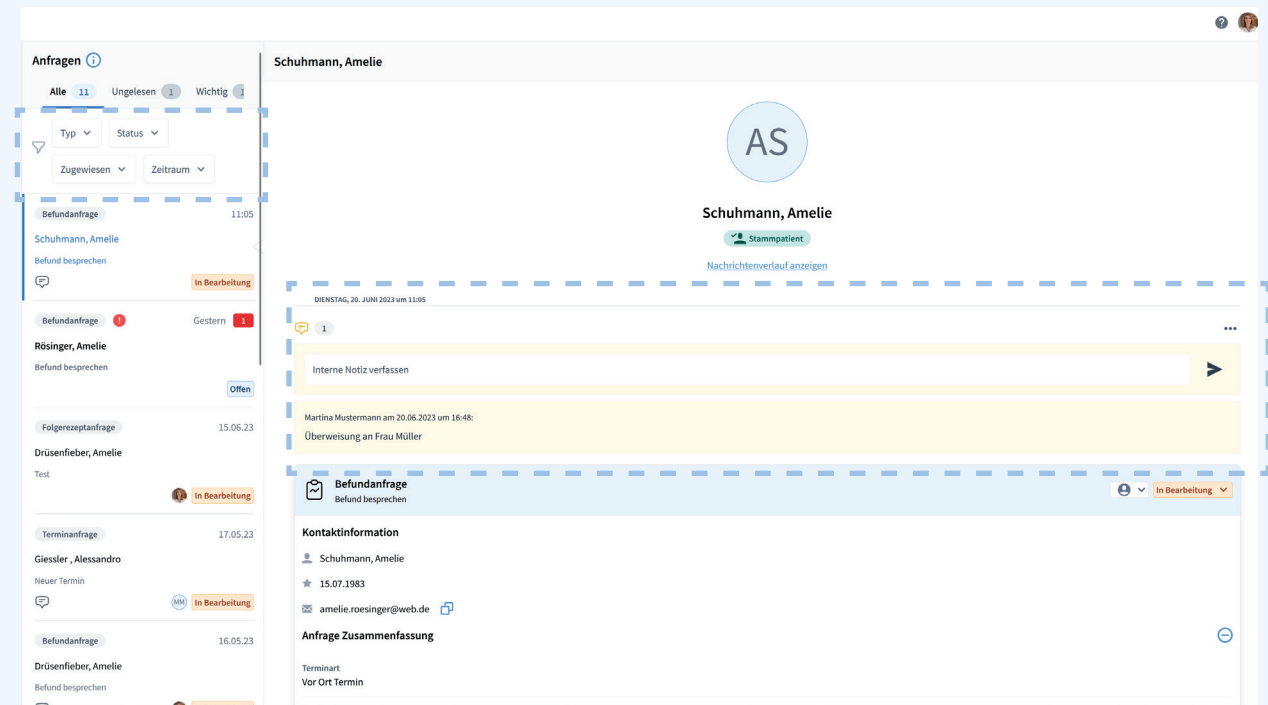 Anfragen
Alle 11 Ungelesen 1 Wichtig
Typ Status
Zugewiesen Zeitraum
Befundanfrage 11:05
Schuhmann, Amelie
Befund besprechen
In Bearbeitung
Befundanfrage Gestern 1
Rösinger, Amelie
Befund besprechen
Offen
Folgerezeptanfrage 15.06.23
Drüsenfieber, Amelie
Test
In Bearbeitung
Terminanfrage 17.05.23
Giessler , Alessandro
Neuer Termin
MM In Bearbeitung
Befundanfrage 16.05.23
Drüsenfieber, Amelie
Befund besprechen
Schuhmann, Amelie
AS
Schuhmann, Amelie
Stammpatient
Nachrichtenverlauf anzeigen
DIENSTAG, 20. JUNI 2023 um 11:05
1
Interne Notiz verfassen
Martina Mustermann am 20.06.2023 um 16:48:
Überweisung an Frau Müller
Befundanfrage
Befund besprechen
In Bearbeitung
Kontaktinformation
Schuhmann, Amelie
15.07.1983
amelie.roesinger@web.de
Anfrage Zusammenfassung
Terminart
Vor Ort Termin